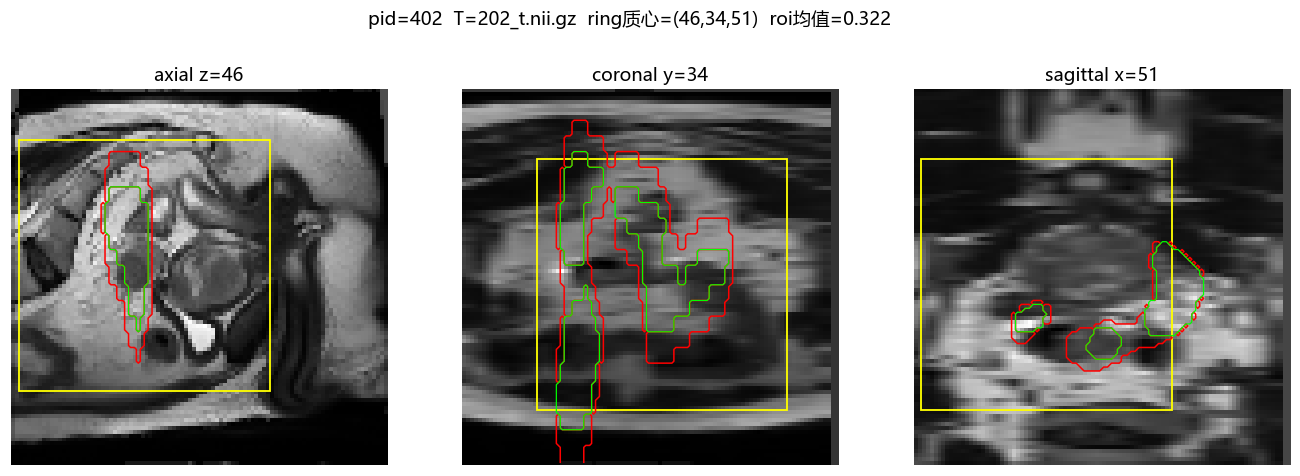 pid=402  T=202_t.nii.gz  ring质心=(46,34,51)  roi均值=0.322
axial z=46
coronal y=34
sagittal x=51